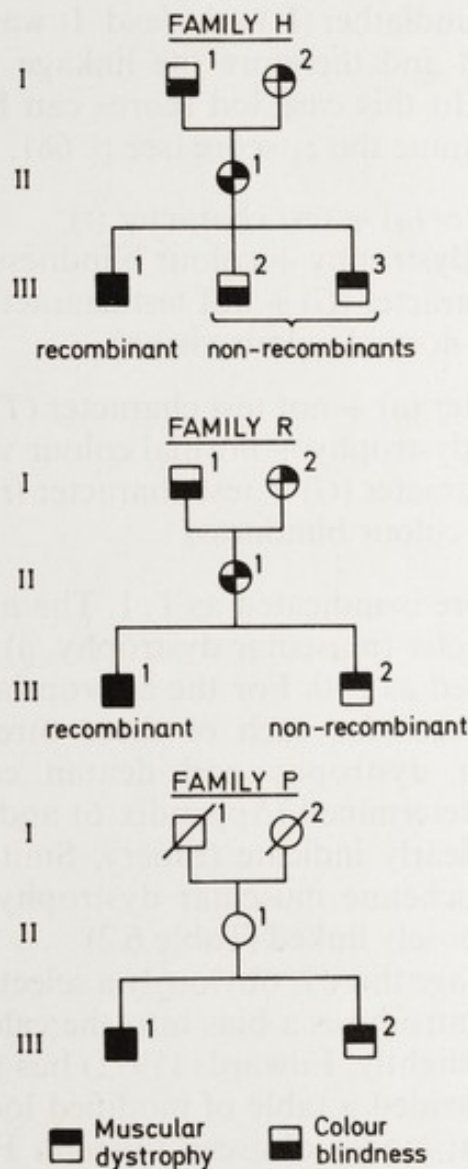 FAMILY H
I
1
2
II
1
III
1
2
3
recombinant non-recombinants
FAMILY R
I
1
2
II
1
III
1
2
recombinant non-recombinant
FAMILY P
I
1
2
II
1
III
1
2
Muscular dystrophy
Colour blindness